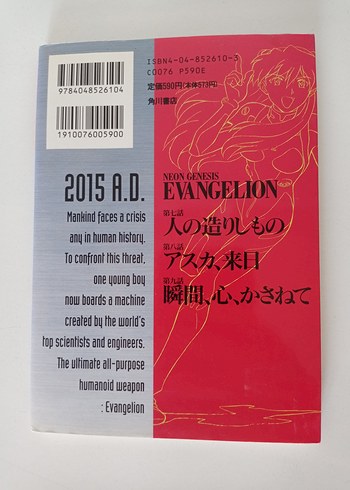 ISBN4-04-852610-3
C0076 P590E
定価590円(本体573円)
角川書店
9784048526104
1910076005900
2015 A.D.
Mankind faces a crisis
any in human history.
To confront this threat,
one young boy
now boards a machine
created by the world's
top scientists and engineers.
The ultimate all-purpose
humanoid weapon
: Evangelion
NEON GENESIS
EVANGELION
第七話
人の造りしもの
第八話
アスカ、来日
第九話
瞬間、心、かさねて